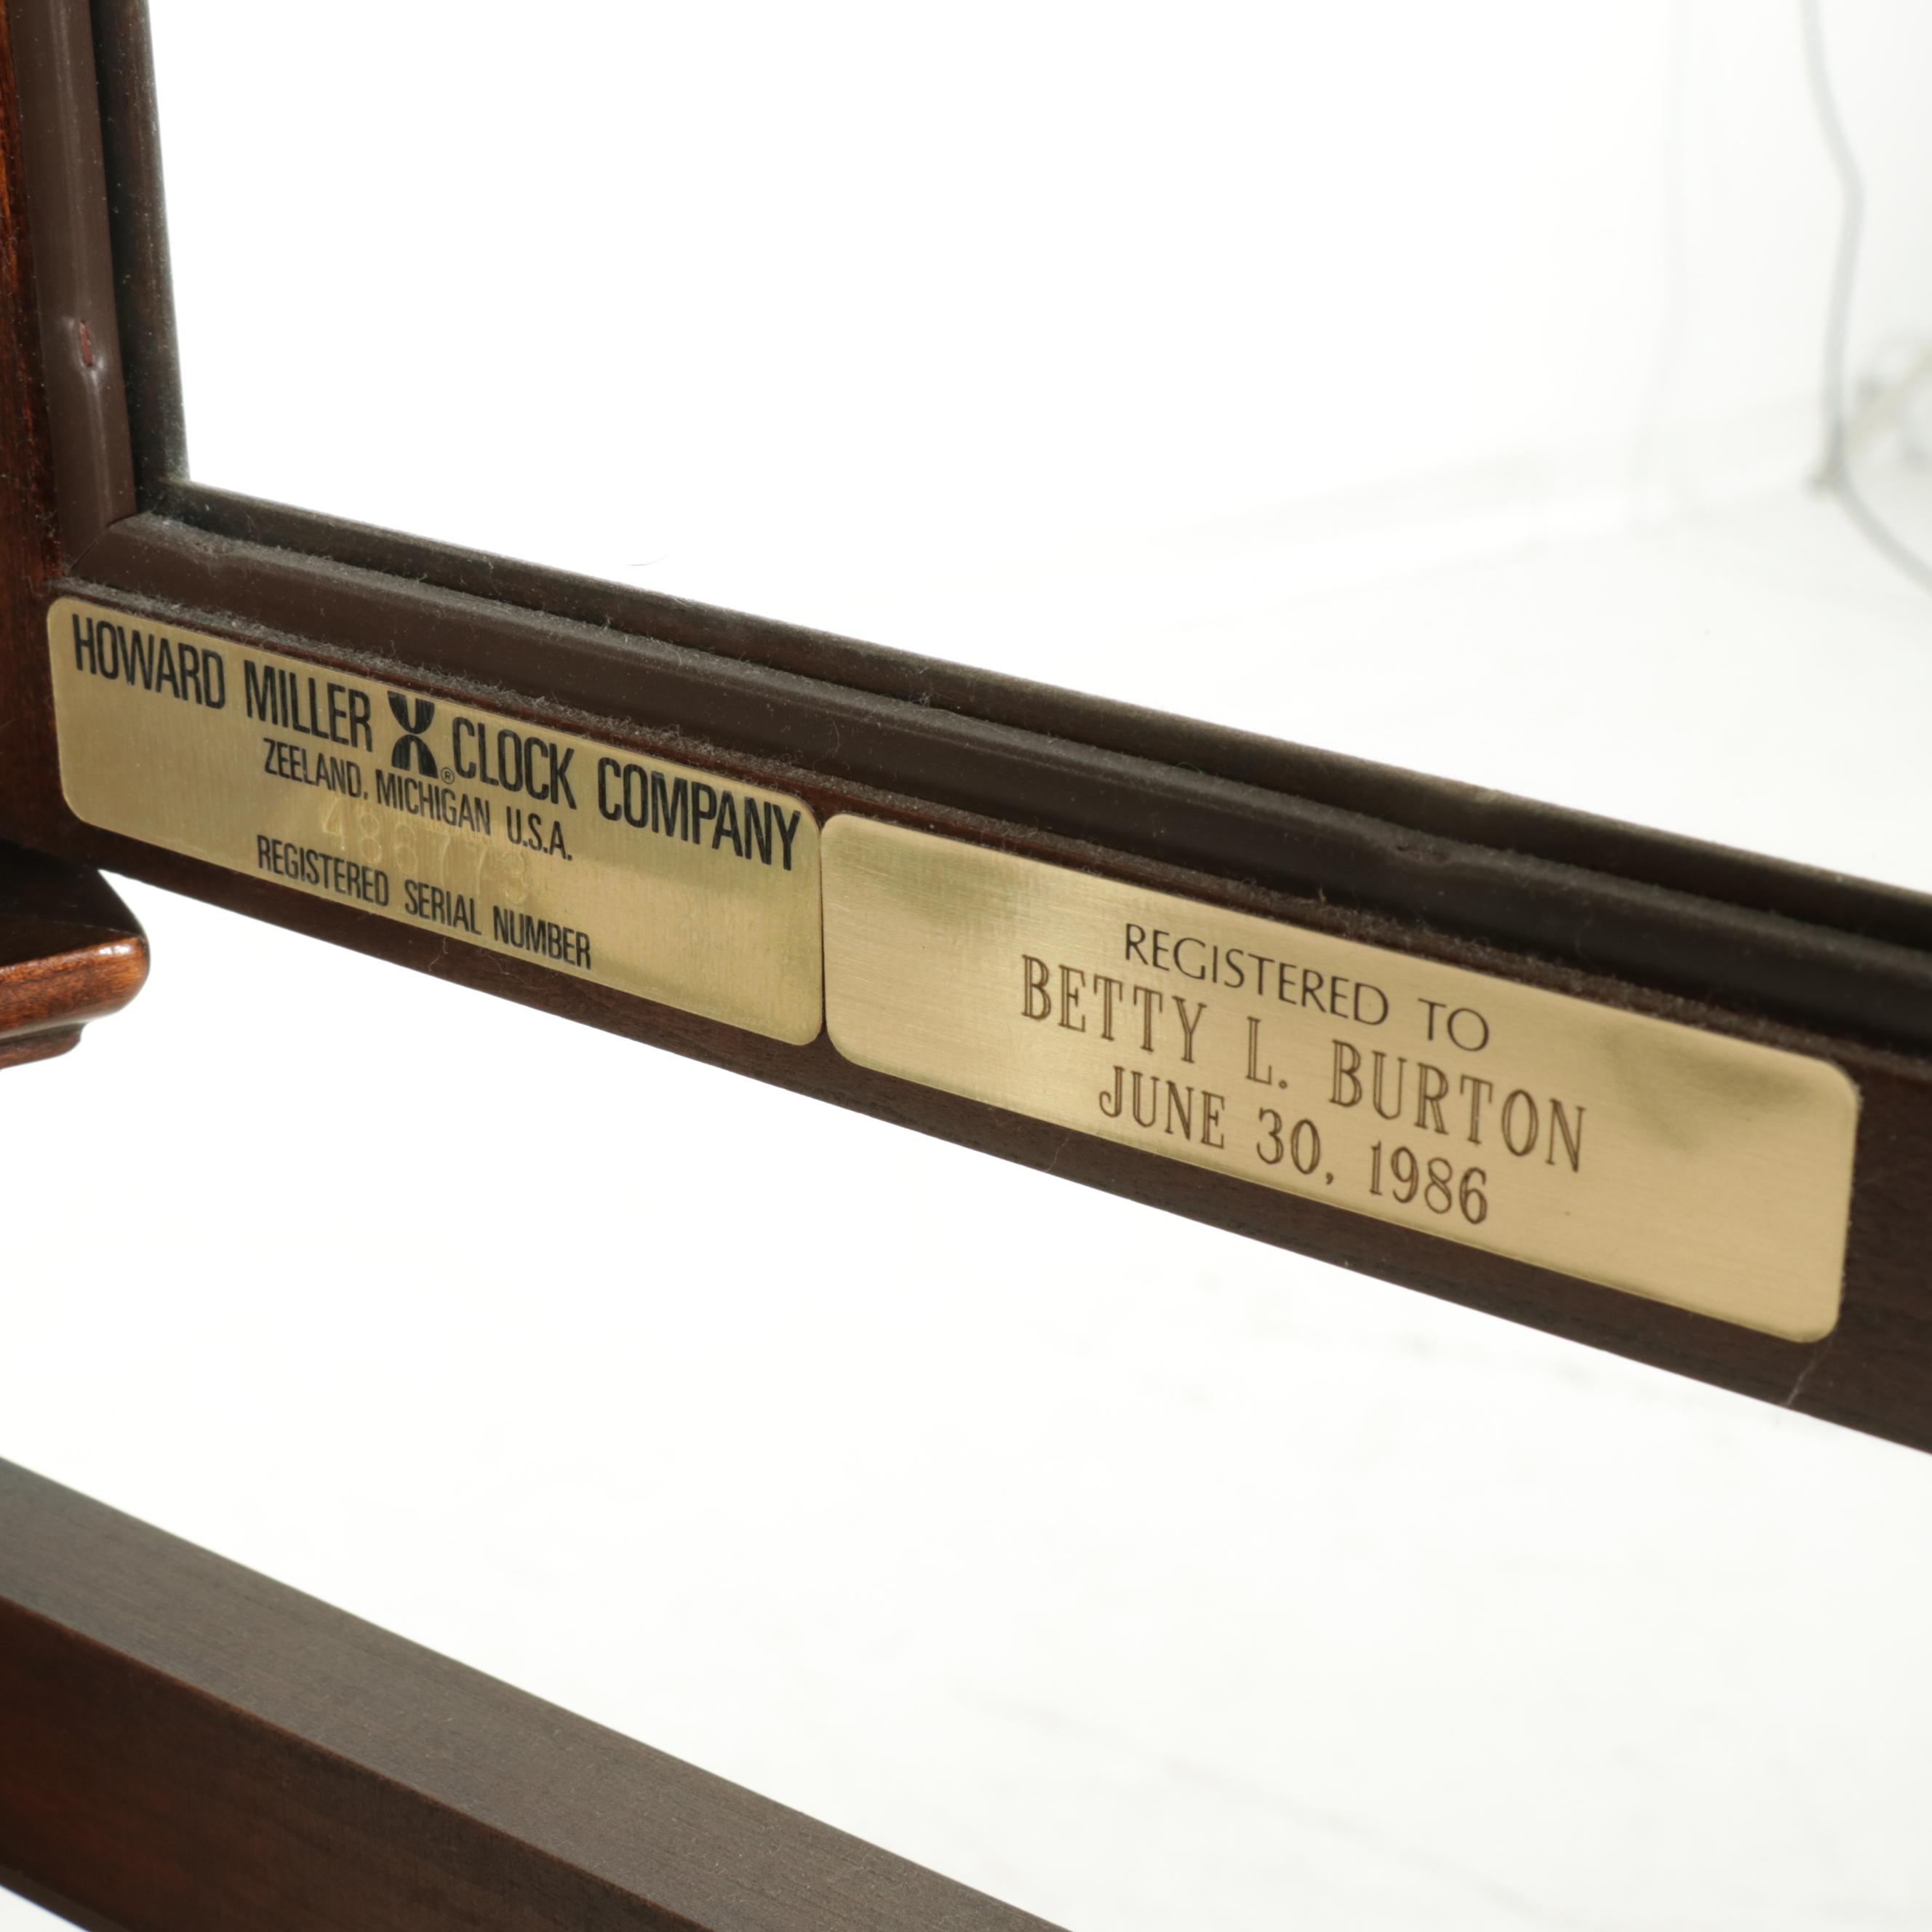 HOWARD MILLER ® CLOCK COMPANY
ZEELAND, MICHIGAN U.S.A.
486773
REGISTERED SERIAL NUMBER
REGISTERED TO
BETTY L. BURTON
JUNE 30, 1986